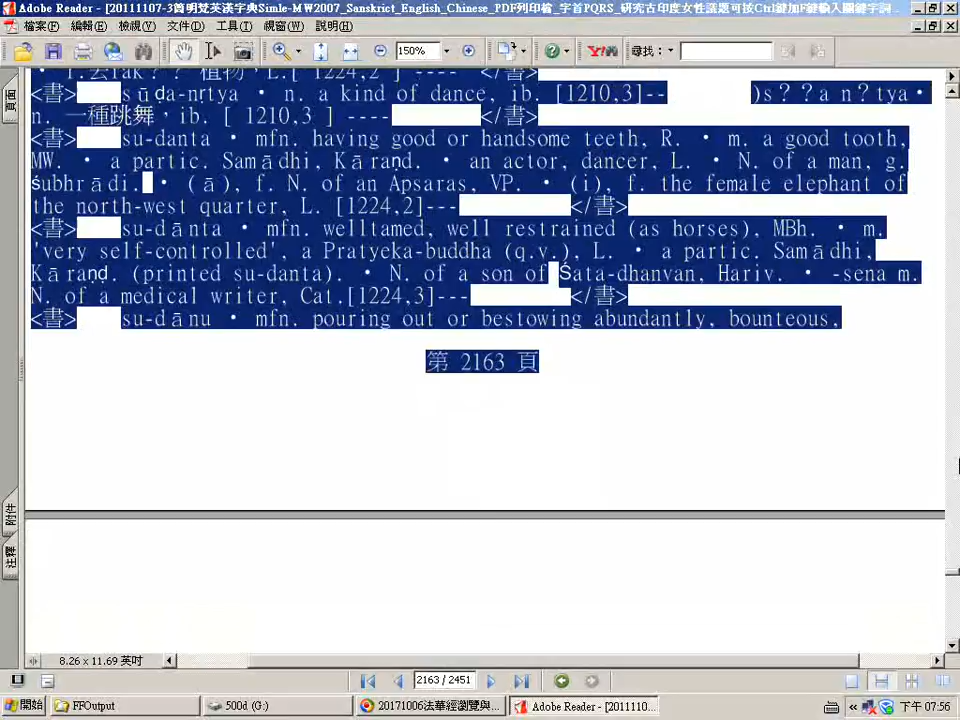 Adobe Reader - [20111107-3簡明梵英漢字典Simle-MW2007_Sanskrict_English_Chinese_PDF列印檔_字首PQRS_研究古印度女性議題可按Ctrl鍵加F鍵輸入關鍵字詞...
檔案(F) 編輯(E) 檢視(V) 文件(D) 工具(T) 視窗(W) 說明(H)
150% 尋找:
頁面
<書> sūḍa-nṛtya • n. a kind of dance, ib. [1210,3]-- )s??a n?tya•
n. 一種跳舞，ib. [ 1210,3 ] ---- </書>
<書> su-danta • mfn. having good or handsome teeth, R. • m. a good tooth,
MW. • a partic. Samādhi, Kāraṇd. • an actor, dancer, L. • N. of a man, g.
śubhrādi. • (ā), f. N. of an Apsaras, VP. • (i), f. the female elephant of
the north-west quarter, L. [1224,2]--- </書>
<書> su-dānta • mfn. welltamed, well restrained (as horses), MBh. • m.
'very self-controlled', a Pratyeka-buddha (q.v.), L. • a partic. Samādhi,
Kāraṇḍ. (printed su-danta). • N. of a son of Śata-dhanvan, Hariv. • -sena m.
N. of a medical writer, Cat.[1224,3]--- </書>
<書> su-dānu • mfn. pouring out or bestowing abundantly, bounteous,
第 2163 頁
附件
注釋
8.26 x 11.69 英吋
2163 / 2451
開始 FFOutput 500d (G:) 20171006法華經瀏覽與... Adobe Reader - [201110... « 下午 07:56